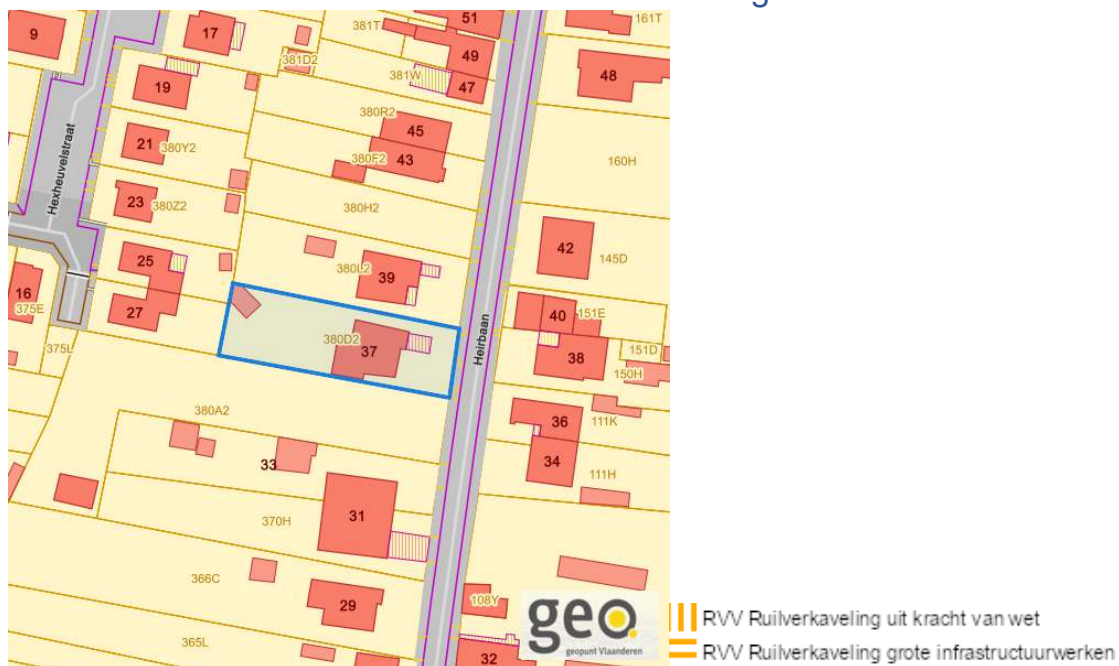 51
161T
9
17
381T
49
381D2
381W
47
48
19
380R2
45
21
380Y2
380F2
43
160H
Hexheuvelstraat
23
380Z2
380H2
42
145D
25
380L2
39
16
375E
27
40
151E
380D2
37
Heirbaan
38
151D
375L
150H
380A2
36
111K
33
34
111H
31
370H
366C
29
108Y
365L
32
geo
geopunt Vlaanderen
RVV Ruilverkaveling uit kracht van wet
RVV Ruilverkaveling grote infrastructuurwerken